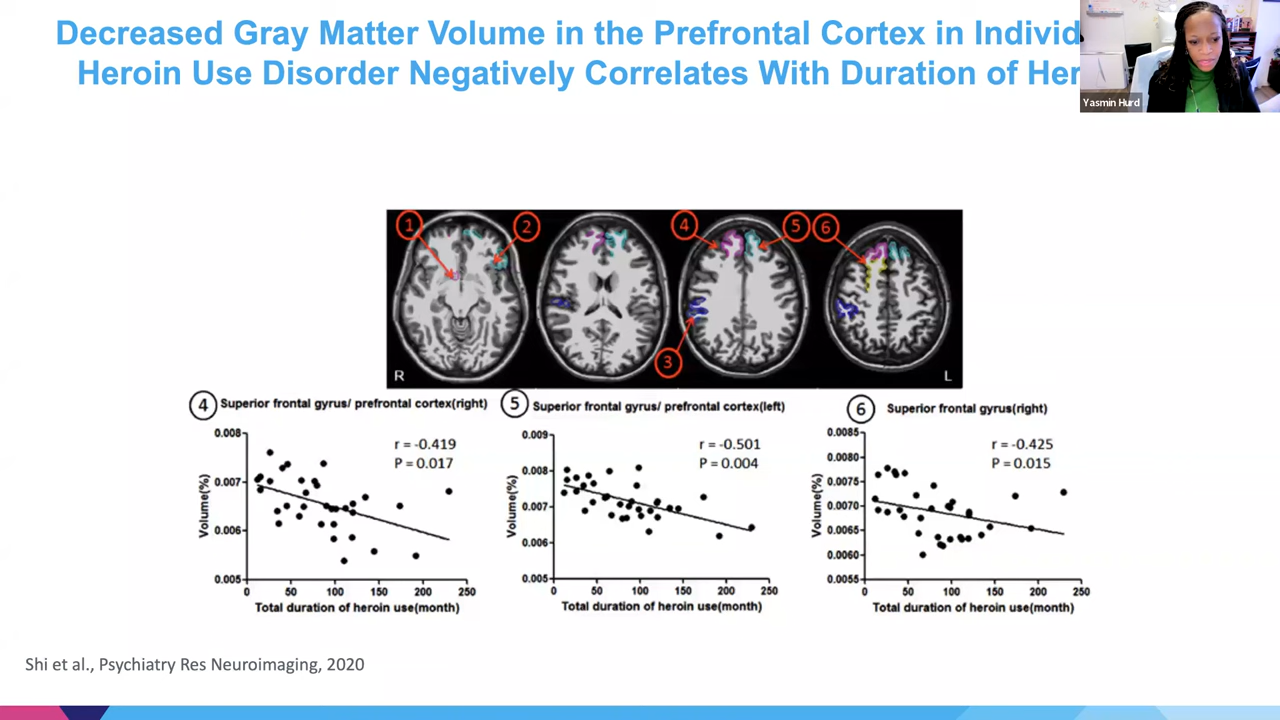 Decreased Gray Matter Volume in the Prefrontal Cortex in Individ
Heroin Use Disorder Negatively Correlates With Duration of Her
Yasmin Hurd
1
2
4
5
6
3
R
L
4 Superior frontal gyrus/ prefrontal cortex(right)
r = -0.419
P = 0.017
Volume(%)
0.008
0.007
0.006
0.005
0 50 100 150 200 250
Total duration of heroin use(month)
5 Superior frontal gyrus/ prefrontal cortex(left)
r = -0.501
P = 0.004
Volume(%)
0.009
0.008
0.007
0.006
0.005
0 50 100 150 200 250
Total duration of heroin use(month)
6 Superior frontal gyrus(right)
r = -0.425
P = 0.015
Volume(%)
0.0085
0.0080
0.0075
0.0070
0.0065
0.0060
0.0055
0 50 100 150 200 250
Total duration of heroin use(month)
Shi et al., Psychiatry Res Neuroimaging, 2020